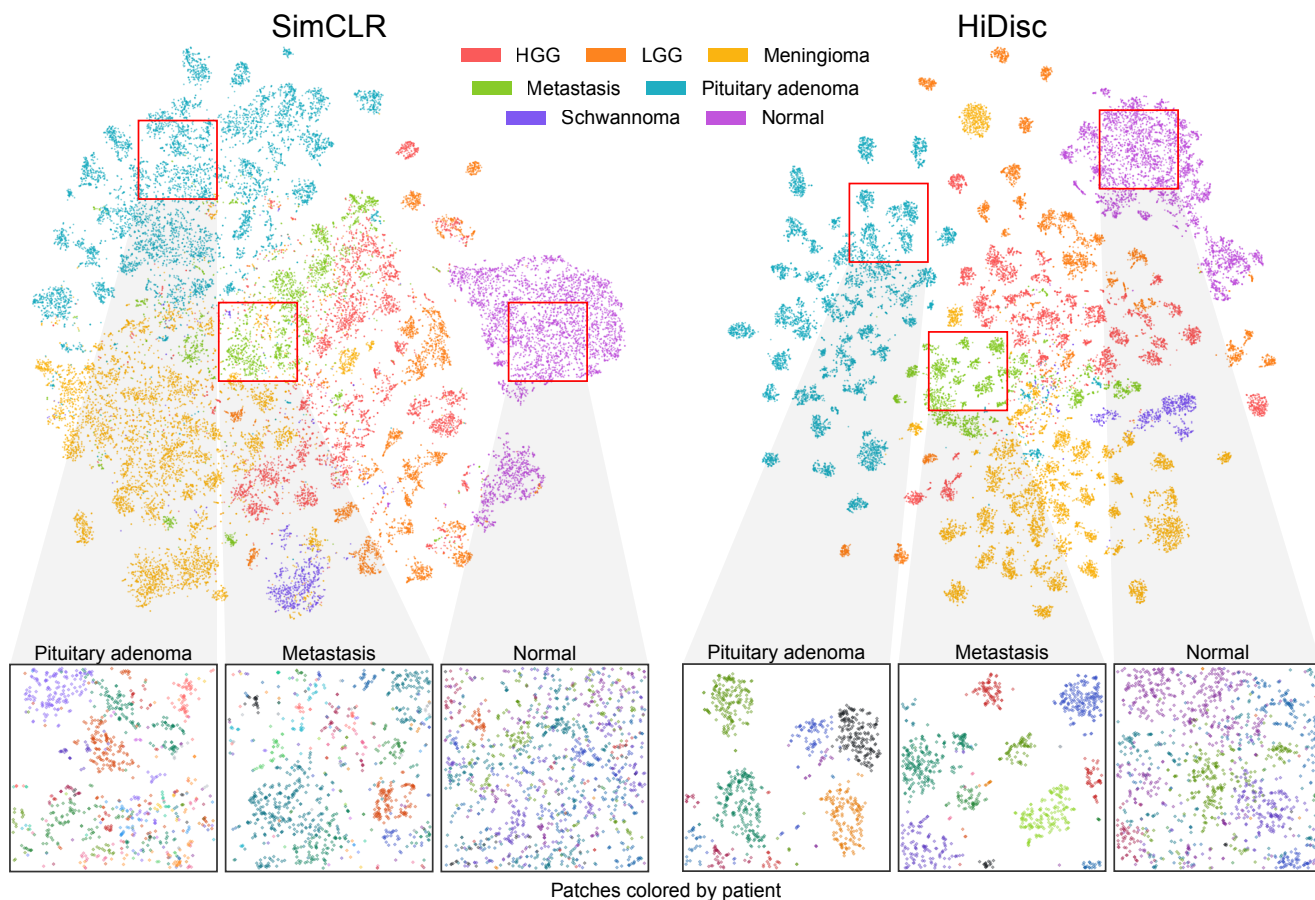 SimCLR
HiDisc
HGG LGG Meningioma
Metastasis Pituitary adenoma
Schwannoma Normal
Pituitary adenoma Metastasis Normal
Pituitary adenoma Metastasis Normal
Patches colored by patient